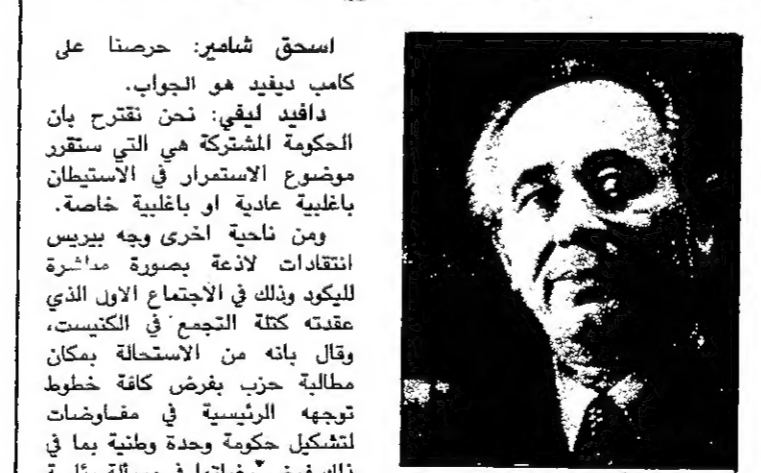 اسحق شامير: حرصنا على
كامب ديفيد هو الجواب.
دافيد ليفي: نحن نقترح بان
الحكومة المشتركة هي التي ستقرر
موضوع الاستمرار في الاستيطان
باغلبية عادية او باغلبية خاصة.
ومن ناحية اخرى وجه بيريس
انتقادات لاذعة بصورة مباشرة
لليكود وذلك في الاجتماع الاول الذي
عقدته كتلة التجمع في الكنيست،
وقال بانه من الاستحالة بمكان
مطالبة حزب بفرض كافة خطوط
توجهه الرئيسية في مفاوضات
لتشكيل حكومة وحدة وطنية بما في